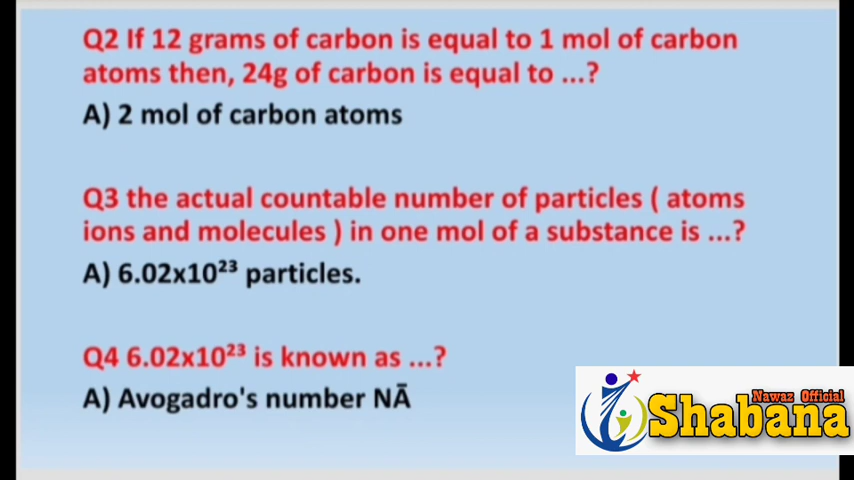 Q2 If 12 grams of carbon is equal to 1 mol of carbon
atoms then, 24g of carbon is equal to ...?
A) 2 mol of carbon atoms
Q3 the actual countable number of particles ( atoms
ions and molecules ) in one mol of a substance is ...?
A) 6.02x10²³ particles.
Q4 6.02x10²³ is known as ...?
A) Avogadro's number NĀ
Nawaz Official
Shabana